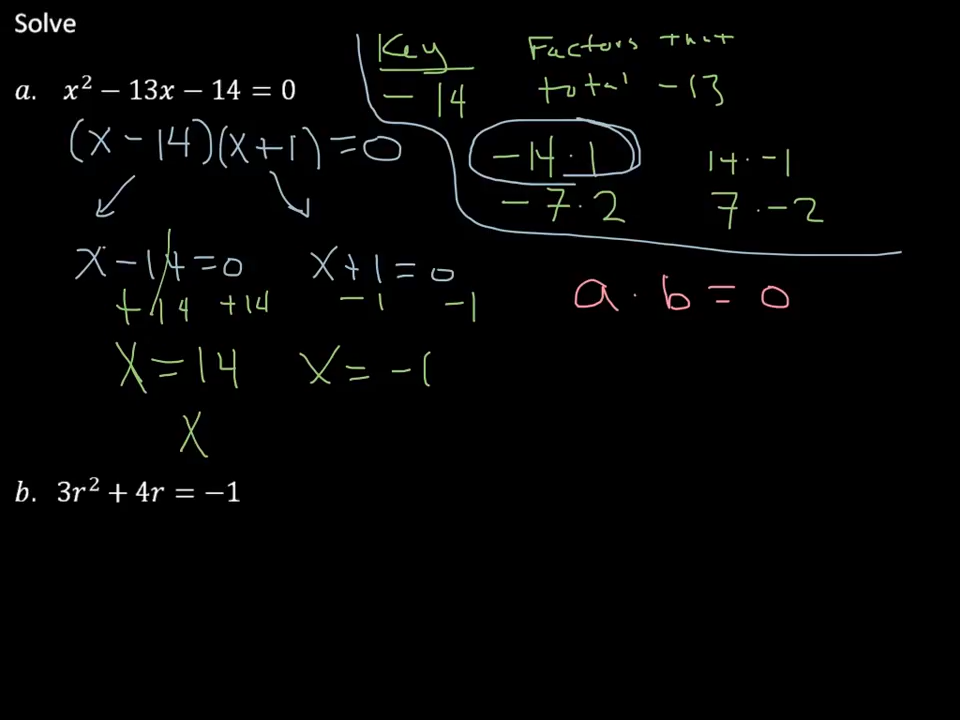 Solve
a. x² − 13x − 14 = 0
(x − 14)(x + 1) = 0
x − 14 = 0   x + 1 = 0
+ 14   + 14   − 1   − 1
x = 14   x = −1
x
Key   Factors that
− 14   total −13
−14 · 1   14 · −1
−7 · 2   7 · −2
a · b = 0
b. 3r² + 4r = −1